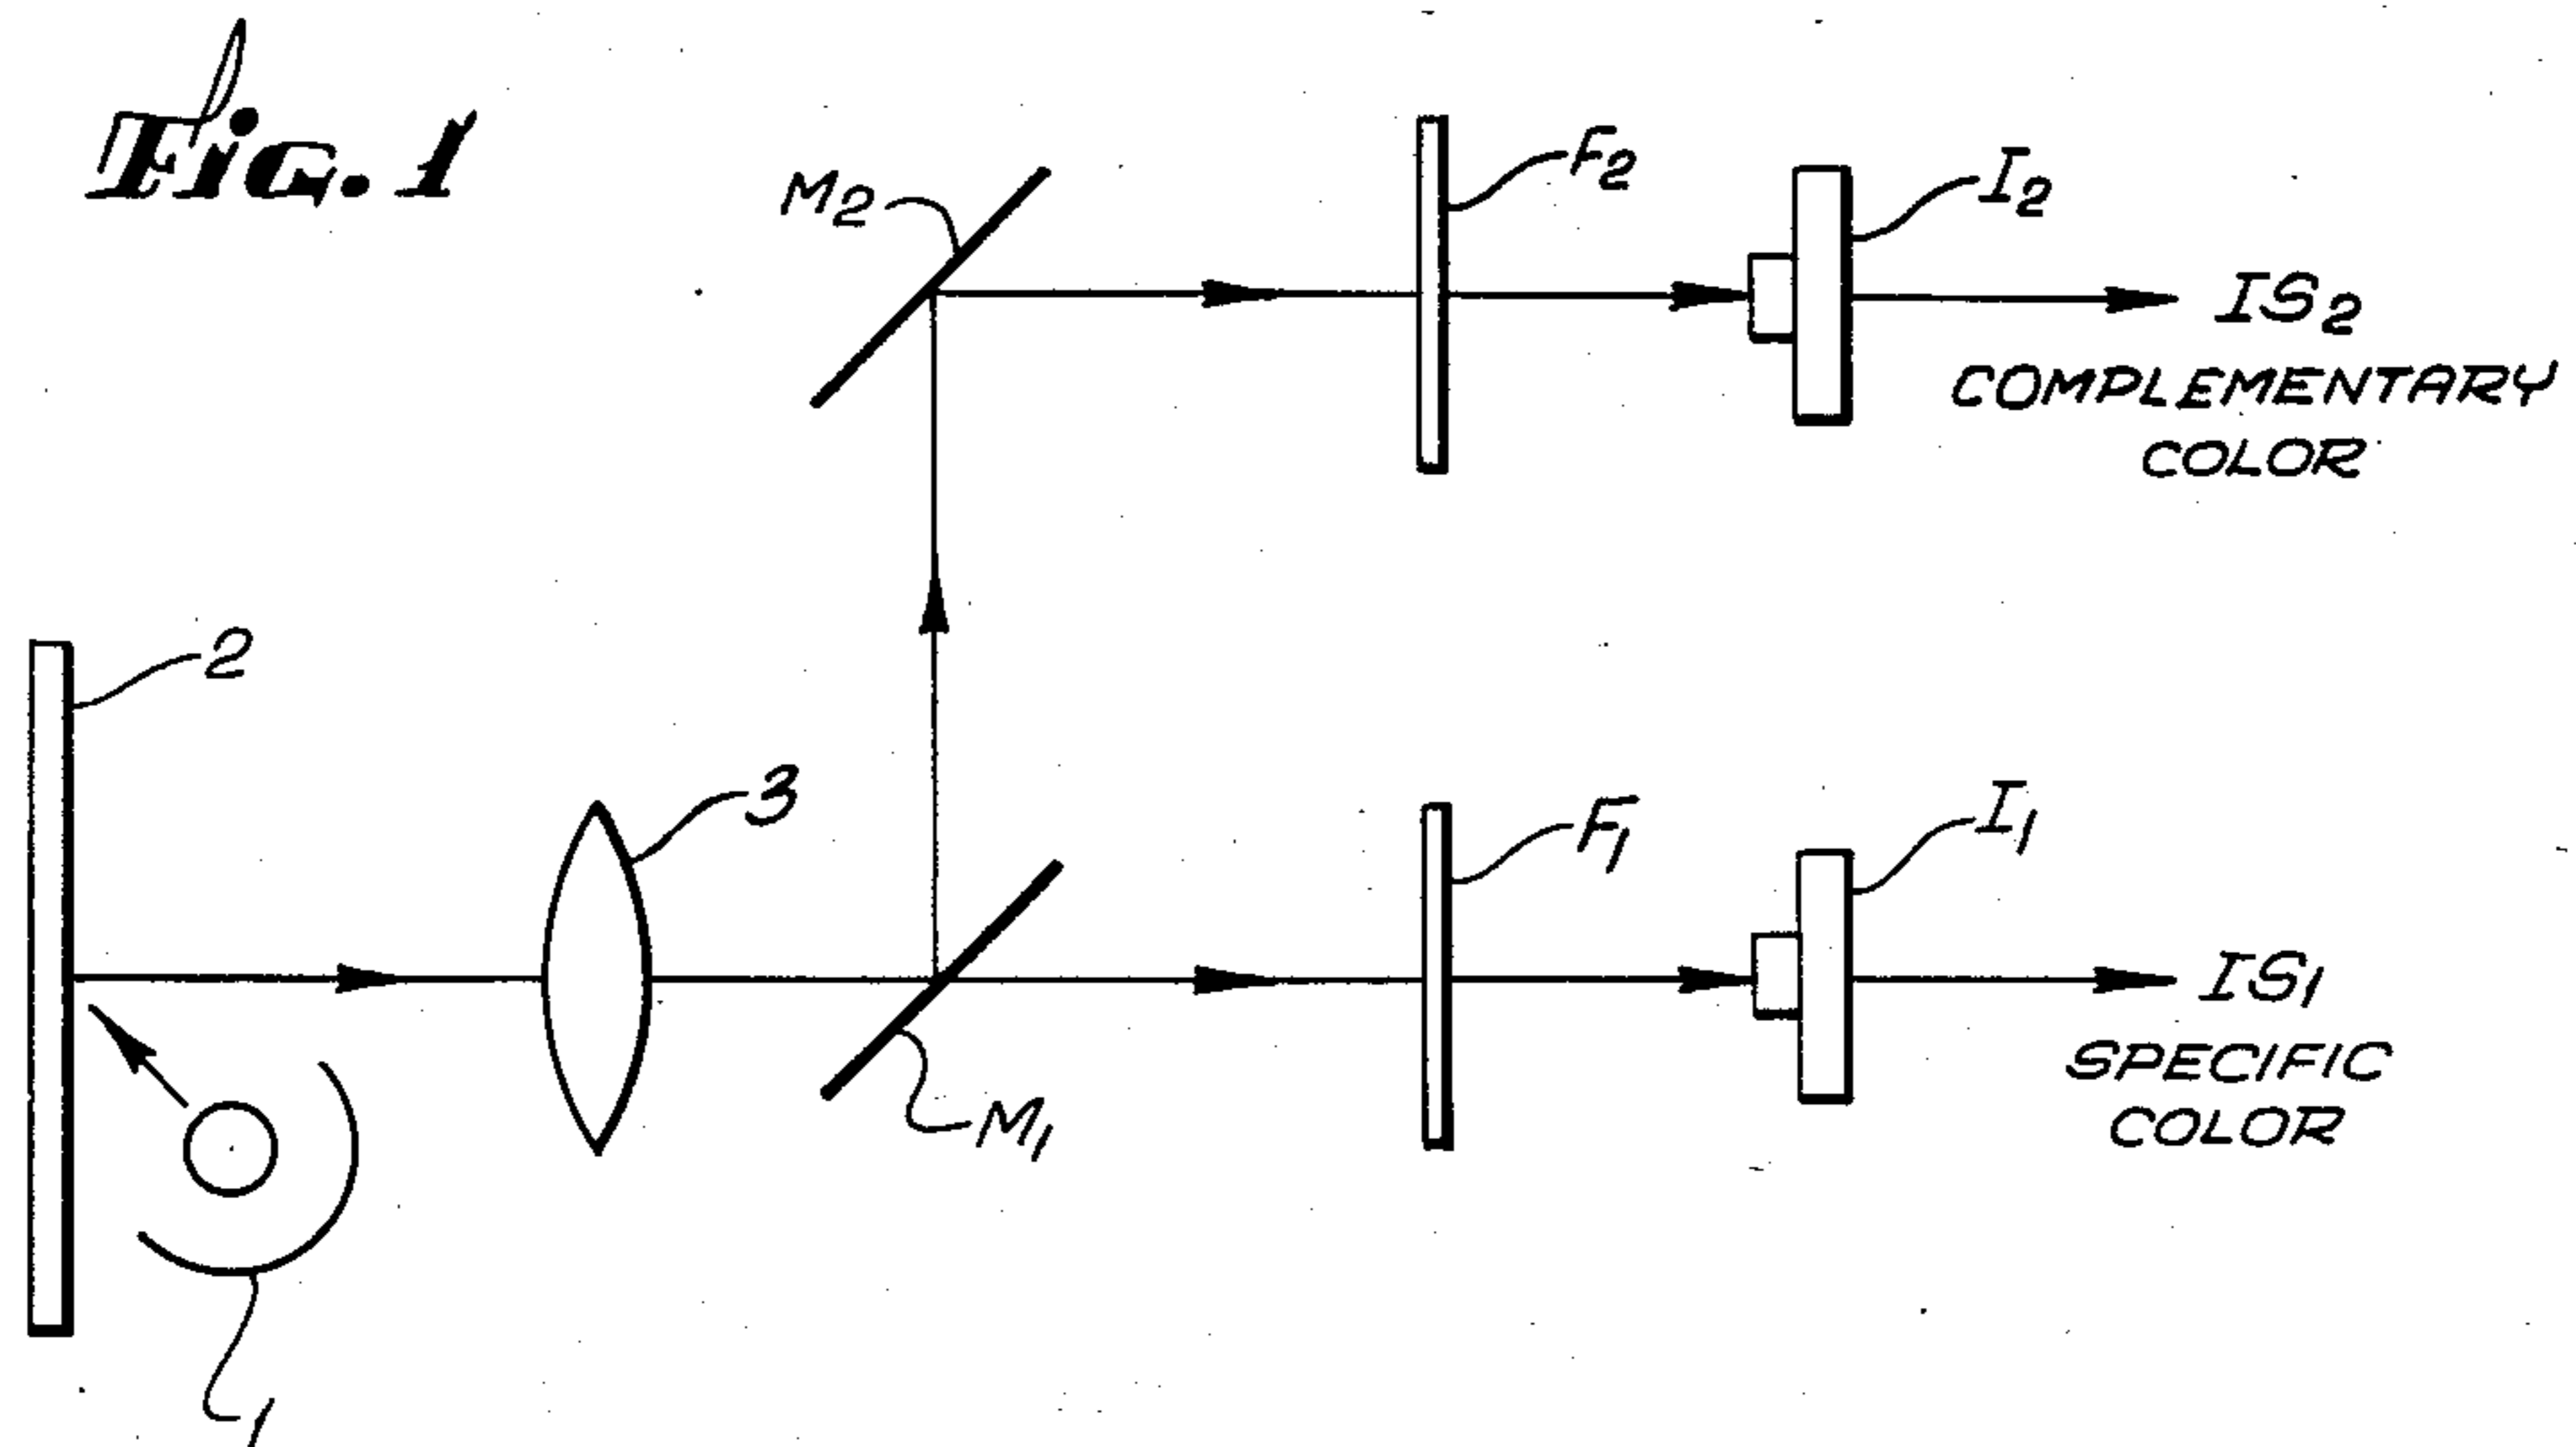 Fig. 1
M2
F2
I2
IS2
COMPLEMENTARY
COLOR
2
3
F1
I1
IS1
SPECIFIC
COLOR
M1
1